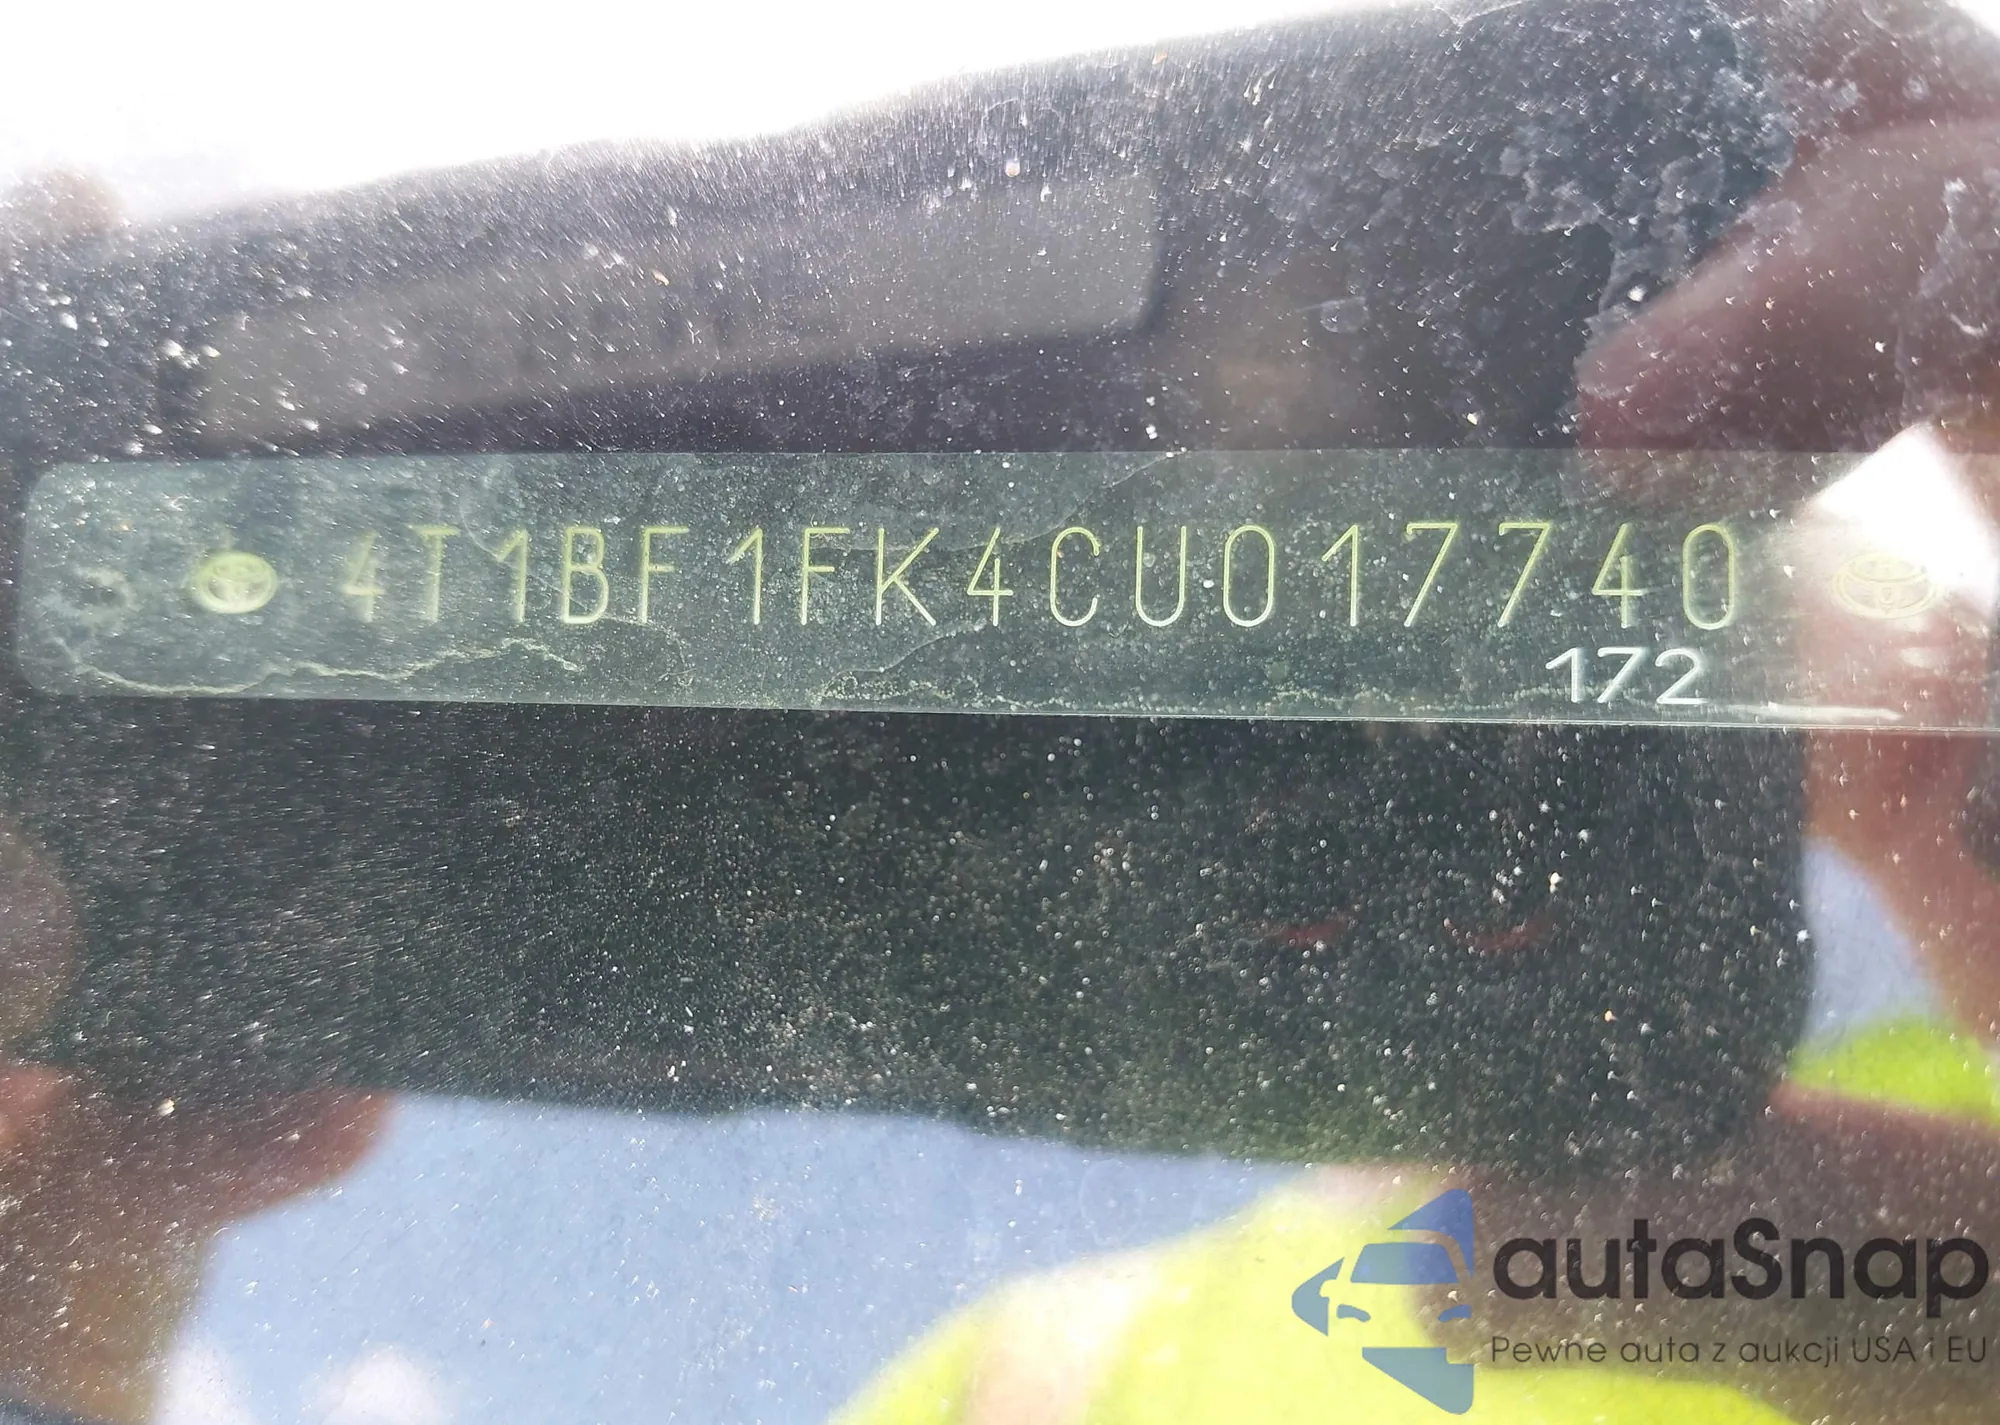 4T1BF1FK4CU017740
172
autaSnap
Pewne auta z aukcji USA i EU